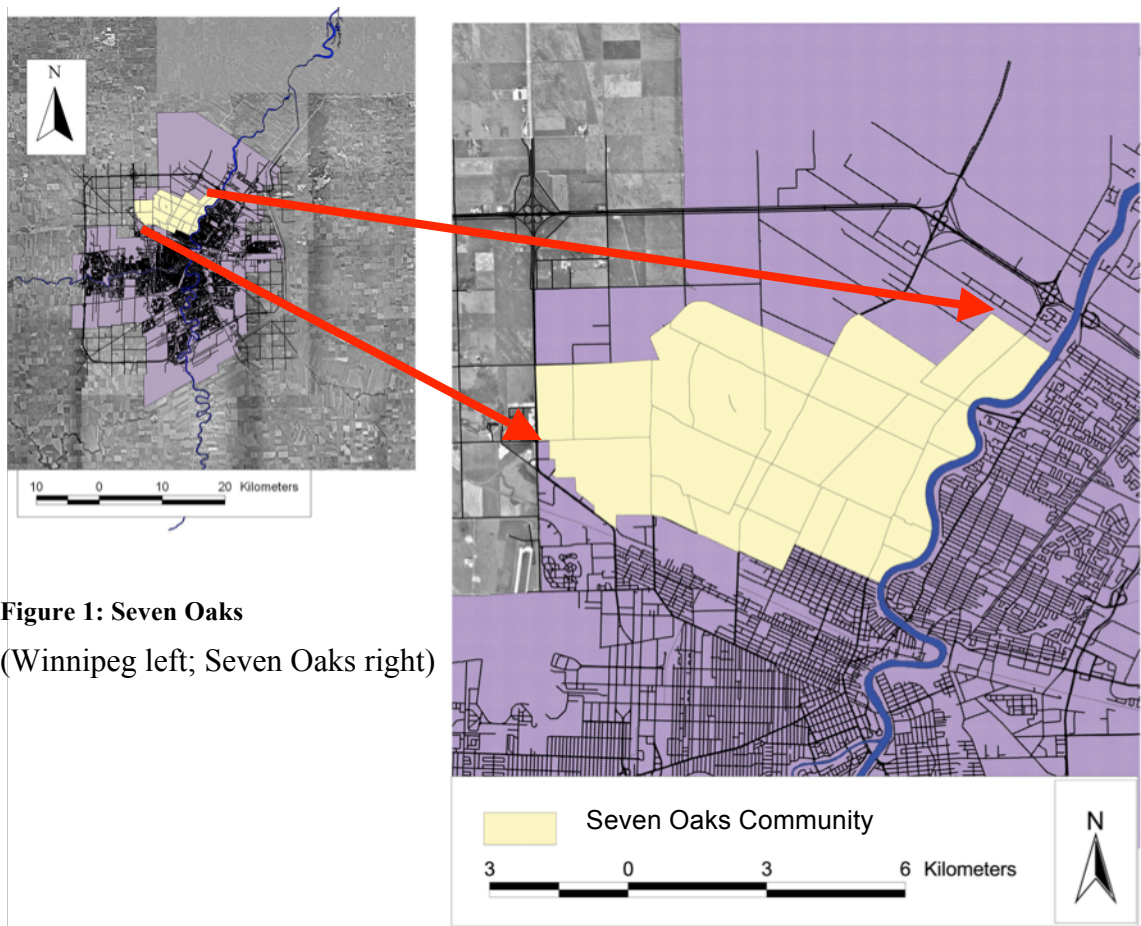 N
10 0 10 20 Kilometers
Figure 1: Seven Oaks
(Winnipeg left; Seven Oaks right)
Seven Oaks Community
3 0 3 6 Kilometers
N